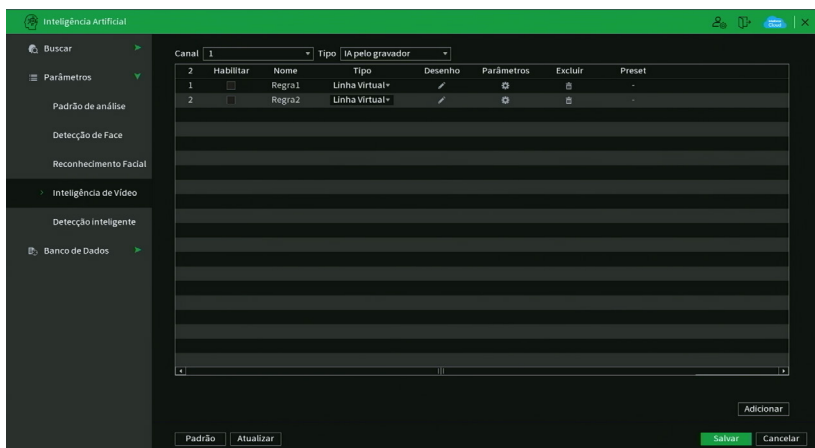 Inteligência Artificial
Buscar
Parâmetros
Padrão de análise
Detecção de Face
Reconhecimento Facial
Inteligência de Vídeo
Detecção inteligente
Banco de Dados
Canal 1 Tipo IA pelo gravador
2 Habilitar Nome Tipo Desenho Parâmetros Excluir Preset
1 Regra1 Linha Virtual -
2 Regra2 Linha Virtual -
Adicionar
Padrão Atualizar Salvar Cancelar